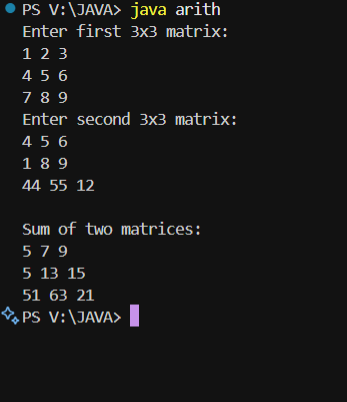 PS V:\JAVA> java arith
Enter first 3x3 matrix:
1 2 3
4 5 6
7 8 9
Enter second 3x3 matrix:
4 5 6
1 8 9
44 55 12

Sum of two matrices:
5 7 9
5 13 15
51 63 21
PS V:\JAVA>